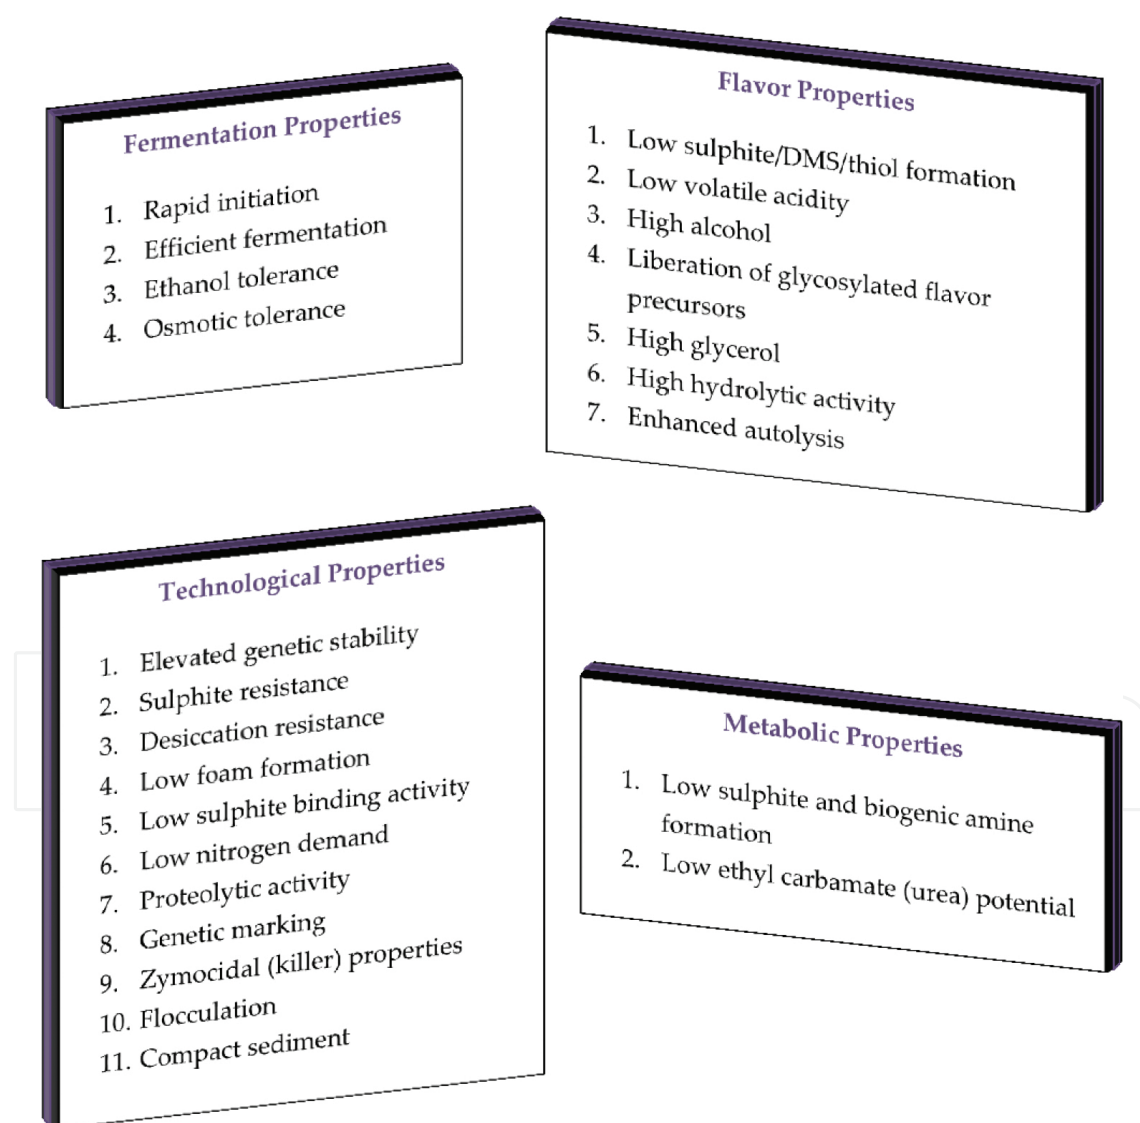 Fermentation Properties
1. Rapid initiation
2. Efficient fermentation
3. Ethanol tolerance
4. Osmotic tolerance
Flavor Properties
1. Low sulphite/DMS/thiol formation
2. Low volatile acidity
3. High alcohol
4. Liberation of glycosylated flavor
precursors
5. High glycerol
6. High hydrolytic activity
7. Enhanced autolysis
Technological Properties
1. Elevated genetic stability
2. Sulphite resistance
3. Desiccation resistance
4. Low foam formation
5. Low sulphite binding activity
6. Low nitrogen demand
7. Proteolytic activity
8. Genetic marking
9. Zymocidal (killer) properties
10. Flocculation
11. Compact sediment
Metabolic Properties
1. Low sulphite and biogenic amine
formation
2. Low ethyl carbamate (urea) potential